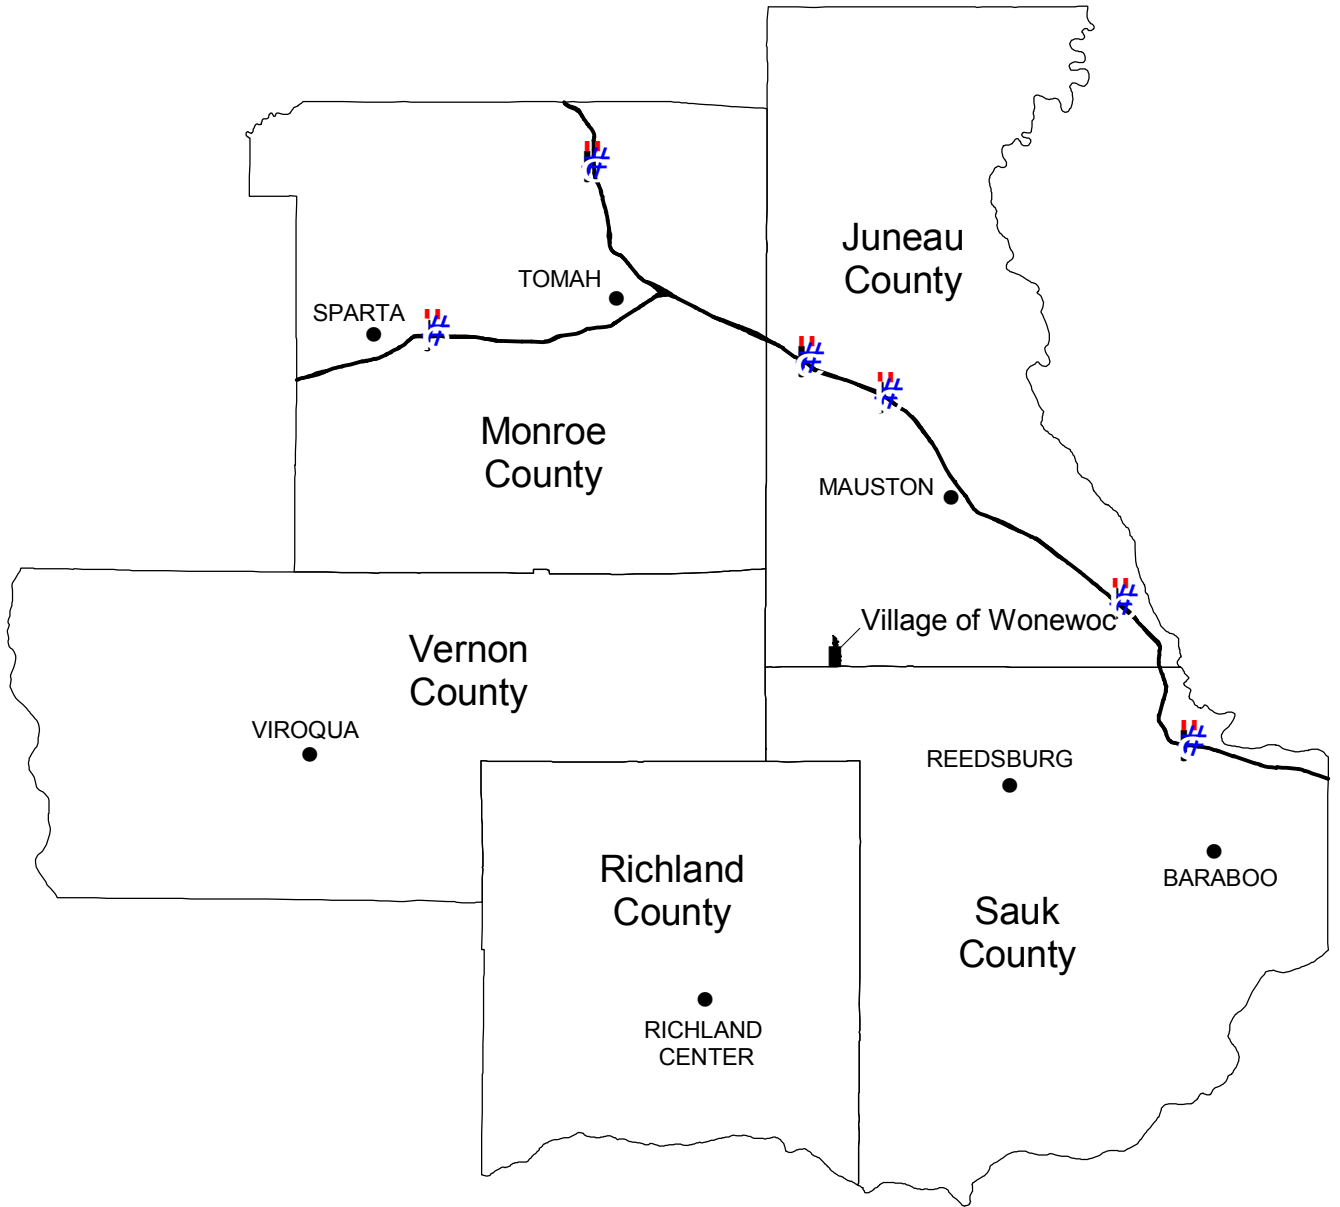 Juneau
County
TOMAH
SPARTA
Monroe
County
MAUSTON
Village of Wonewoc
Vernon
County
VIROQUA
REEDSBURG
Richland
County
BARABOO
Sauk
County
RICHLAND
CENTER